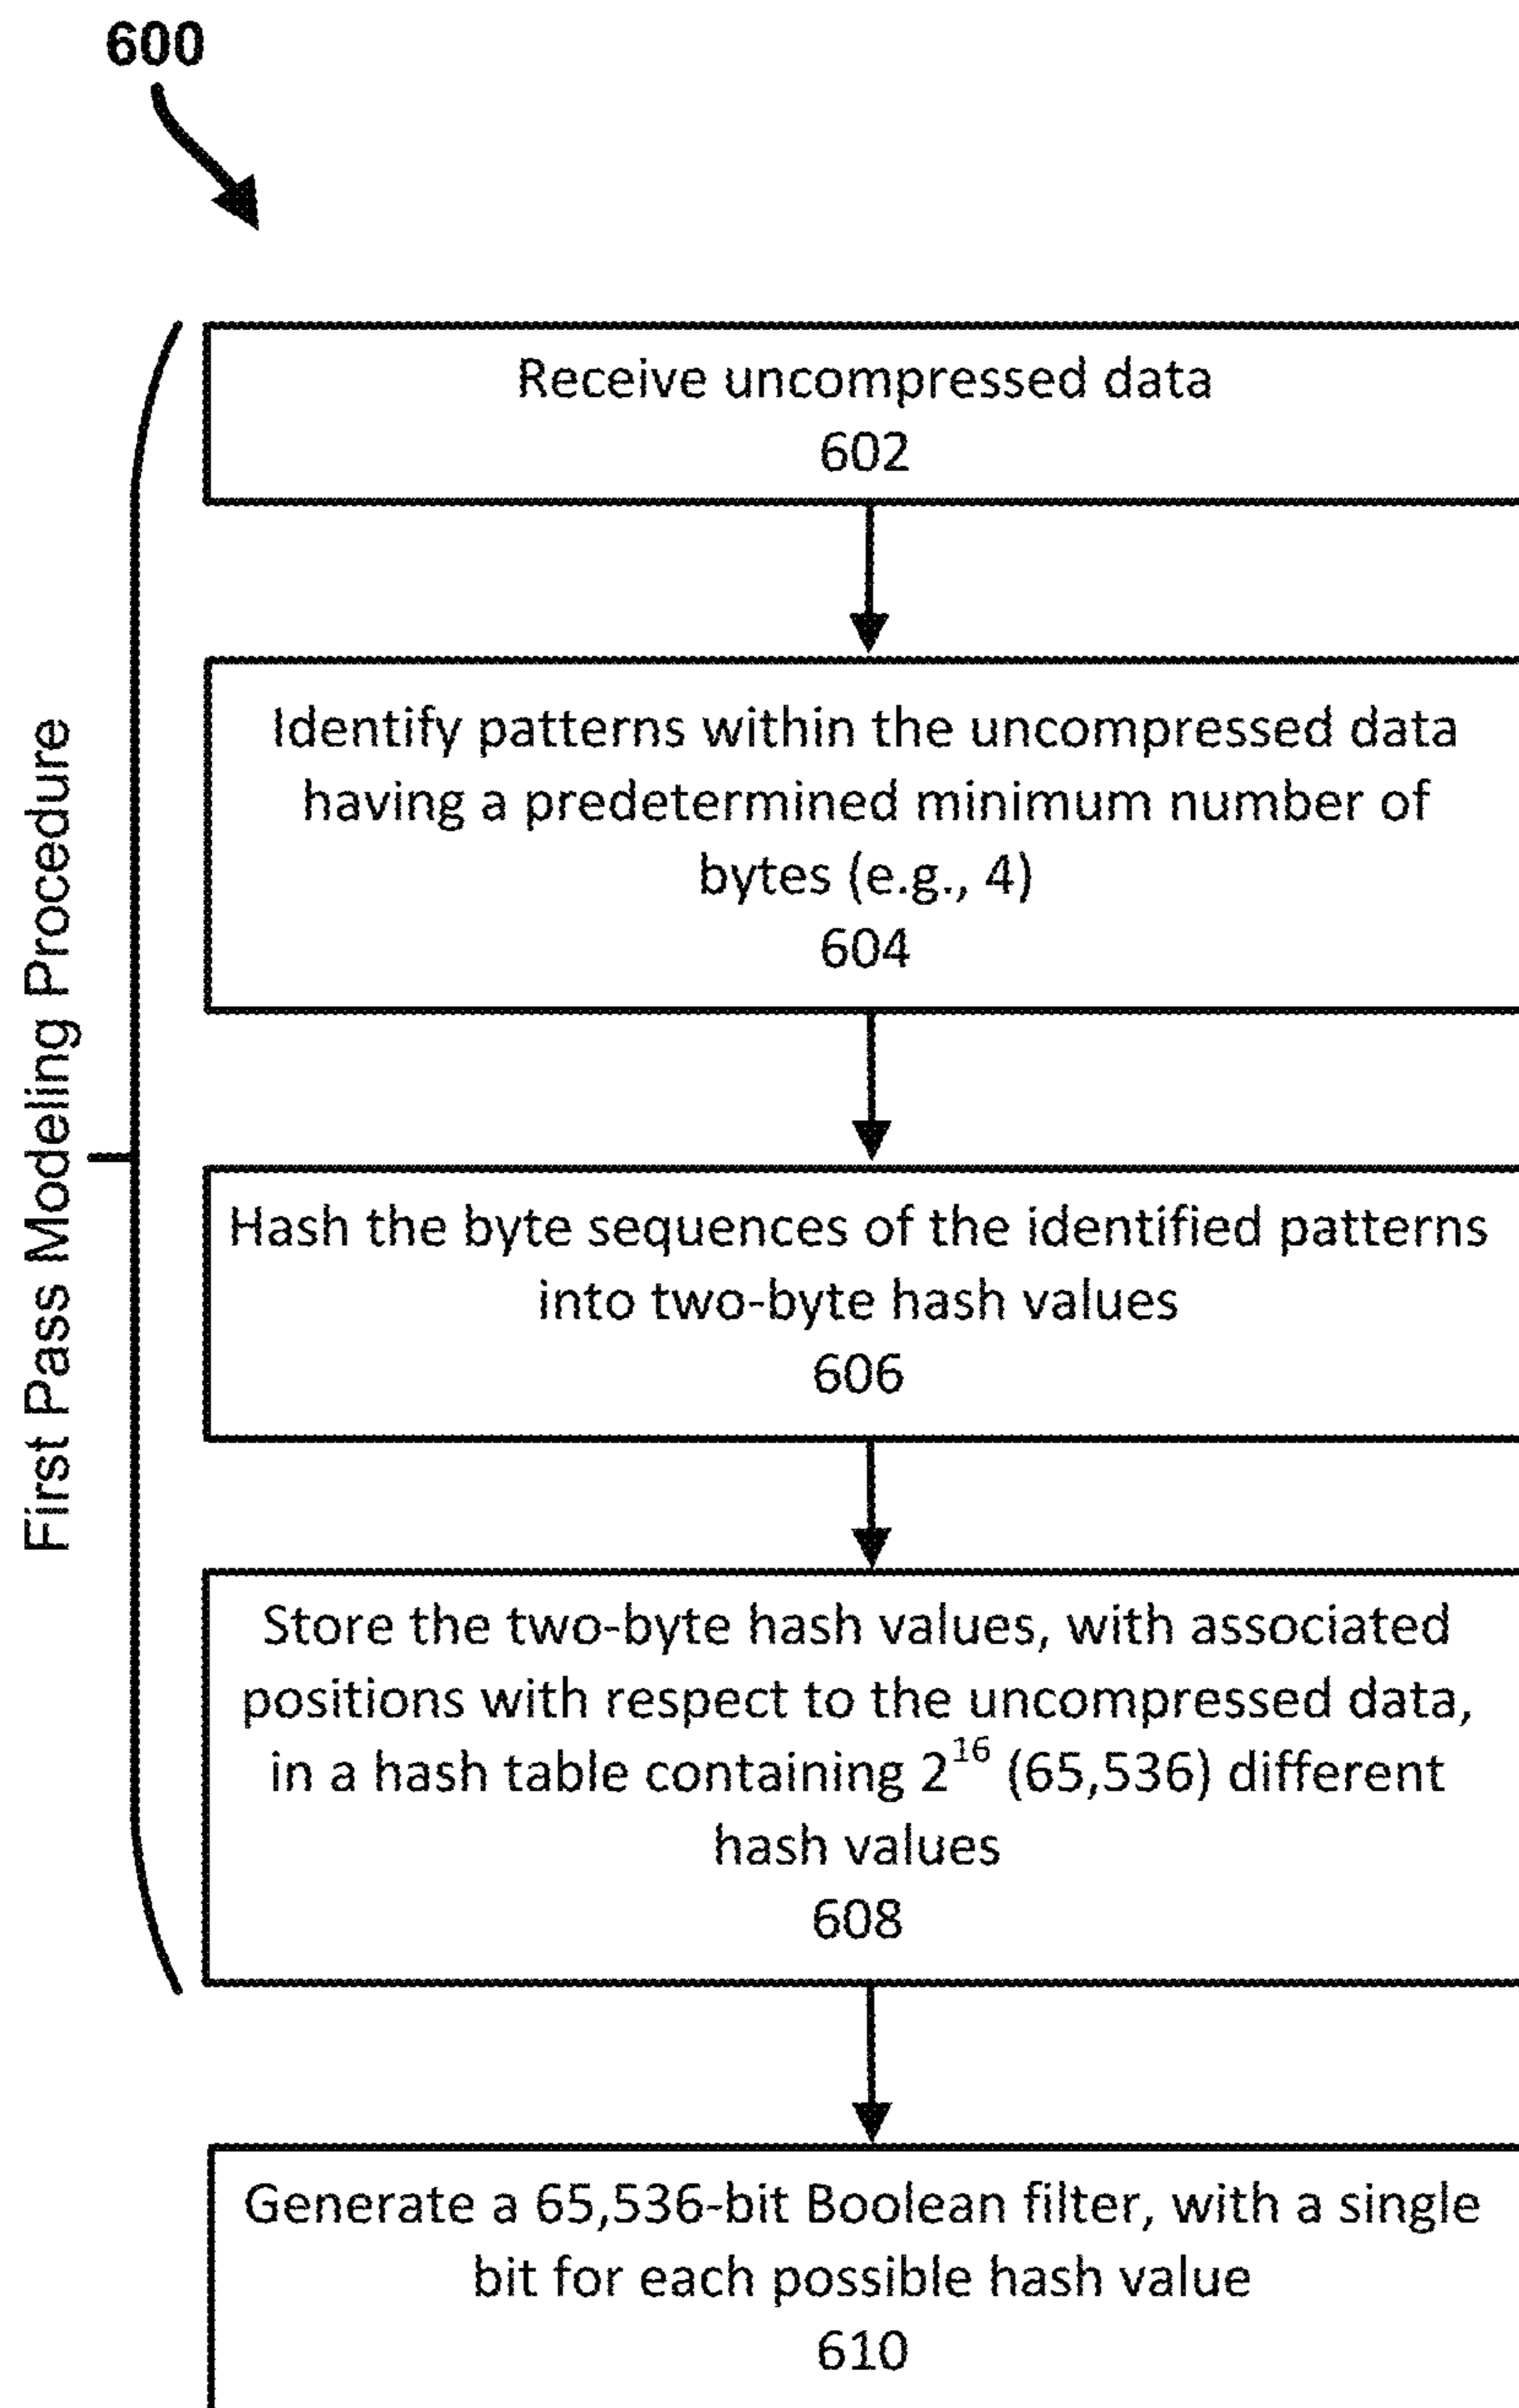 600
First Pass Modeling Procedure
Receive uncompressed data
602
Identify patterns within the uncompressed data
having a predetermined minimum number of
bytes (e.g., 4)
604
Hash the byte sequences of the identified patterns
into two-byte hash values
606
Store the two-byte hash values, with associated
positions with respect to the uncompressed data,
in a hash table containing 2¹⁶ (65,536) different
hash values
608
Generate a 65,536-bit Boolean filter, with a single
bit for each possible hash value
610